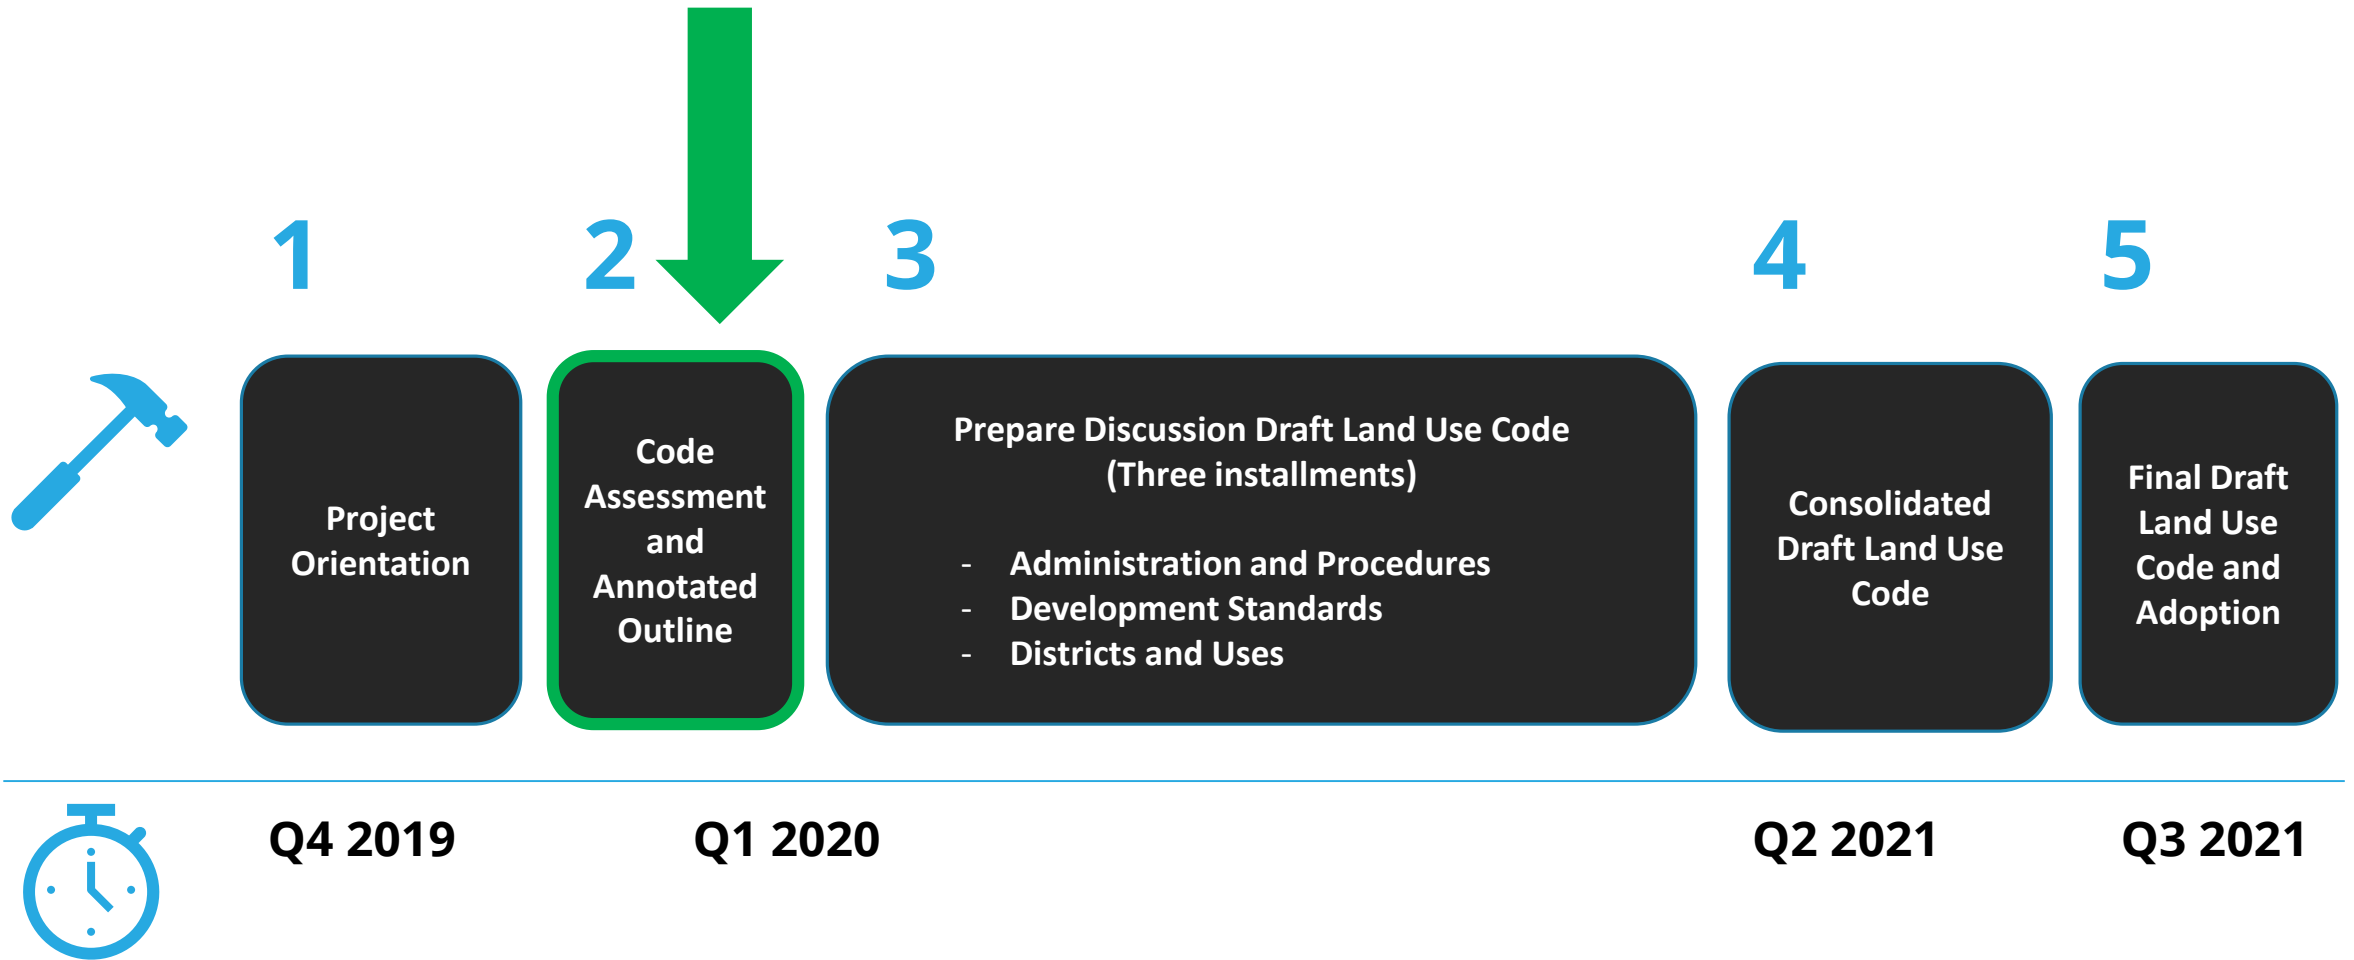 1
2
3
4
5
Project
Orientation
Code
Assessment
and
Annotated
Outline
Prepare Discussion Draft Land Use Code
(Three installments)
- Administration and Procedures
- Development Standards
- Districts and Uses
Consolidated
Draft Land Use
Code
Final Draft
Land Use
Code and
Adoption
Q4 2019
Q1 2020
Q2 2021
Q3 2021